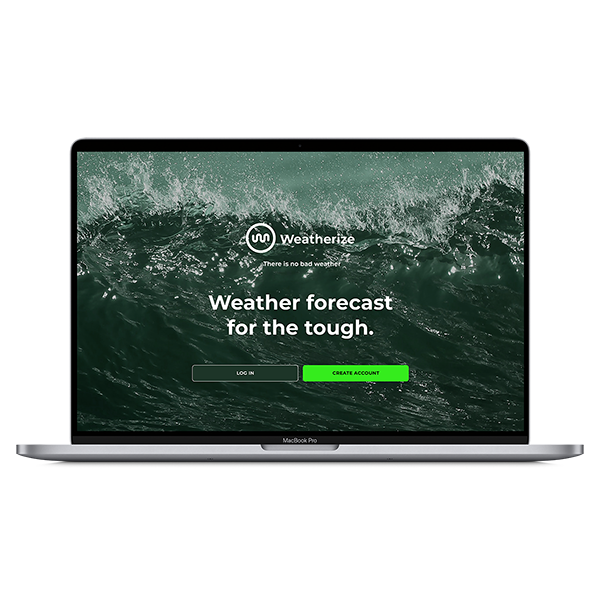 Weatherize
There is no bad weather
Weather forecast
for the tough.
LOG IN
CREATE ACCOUNT
MacBook Pro